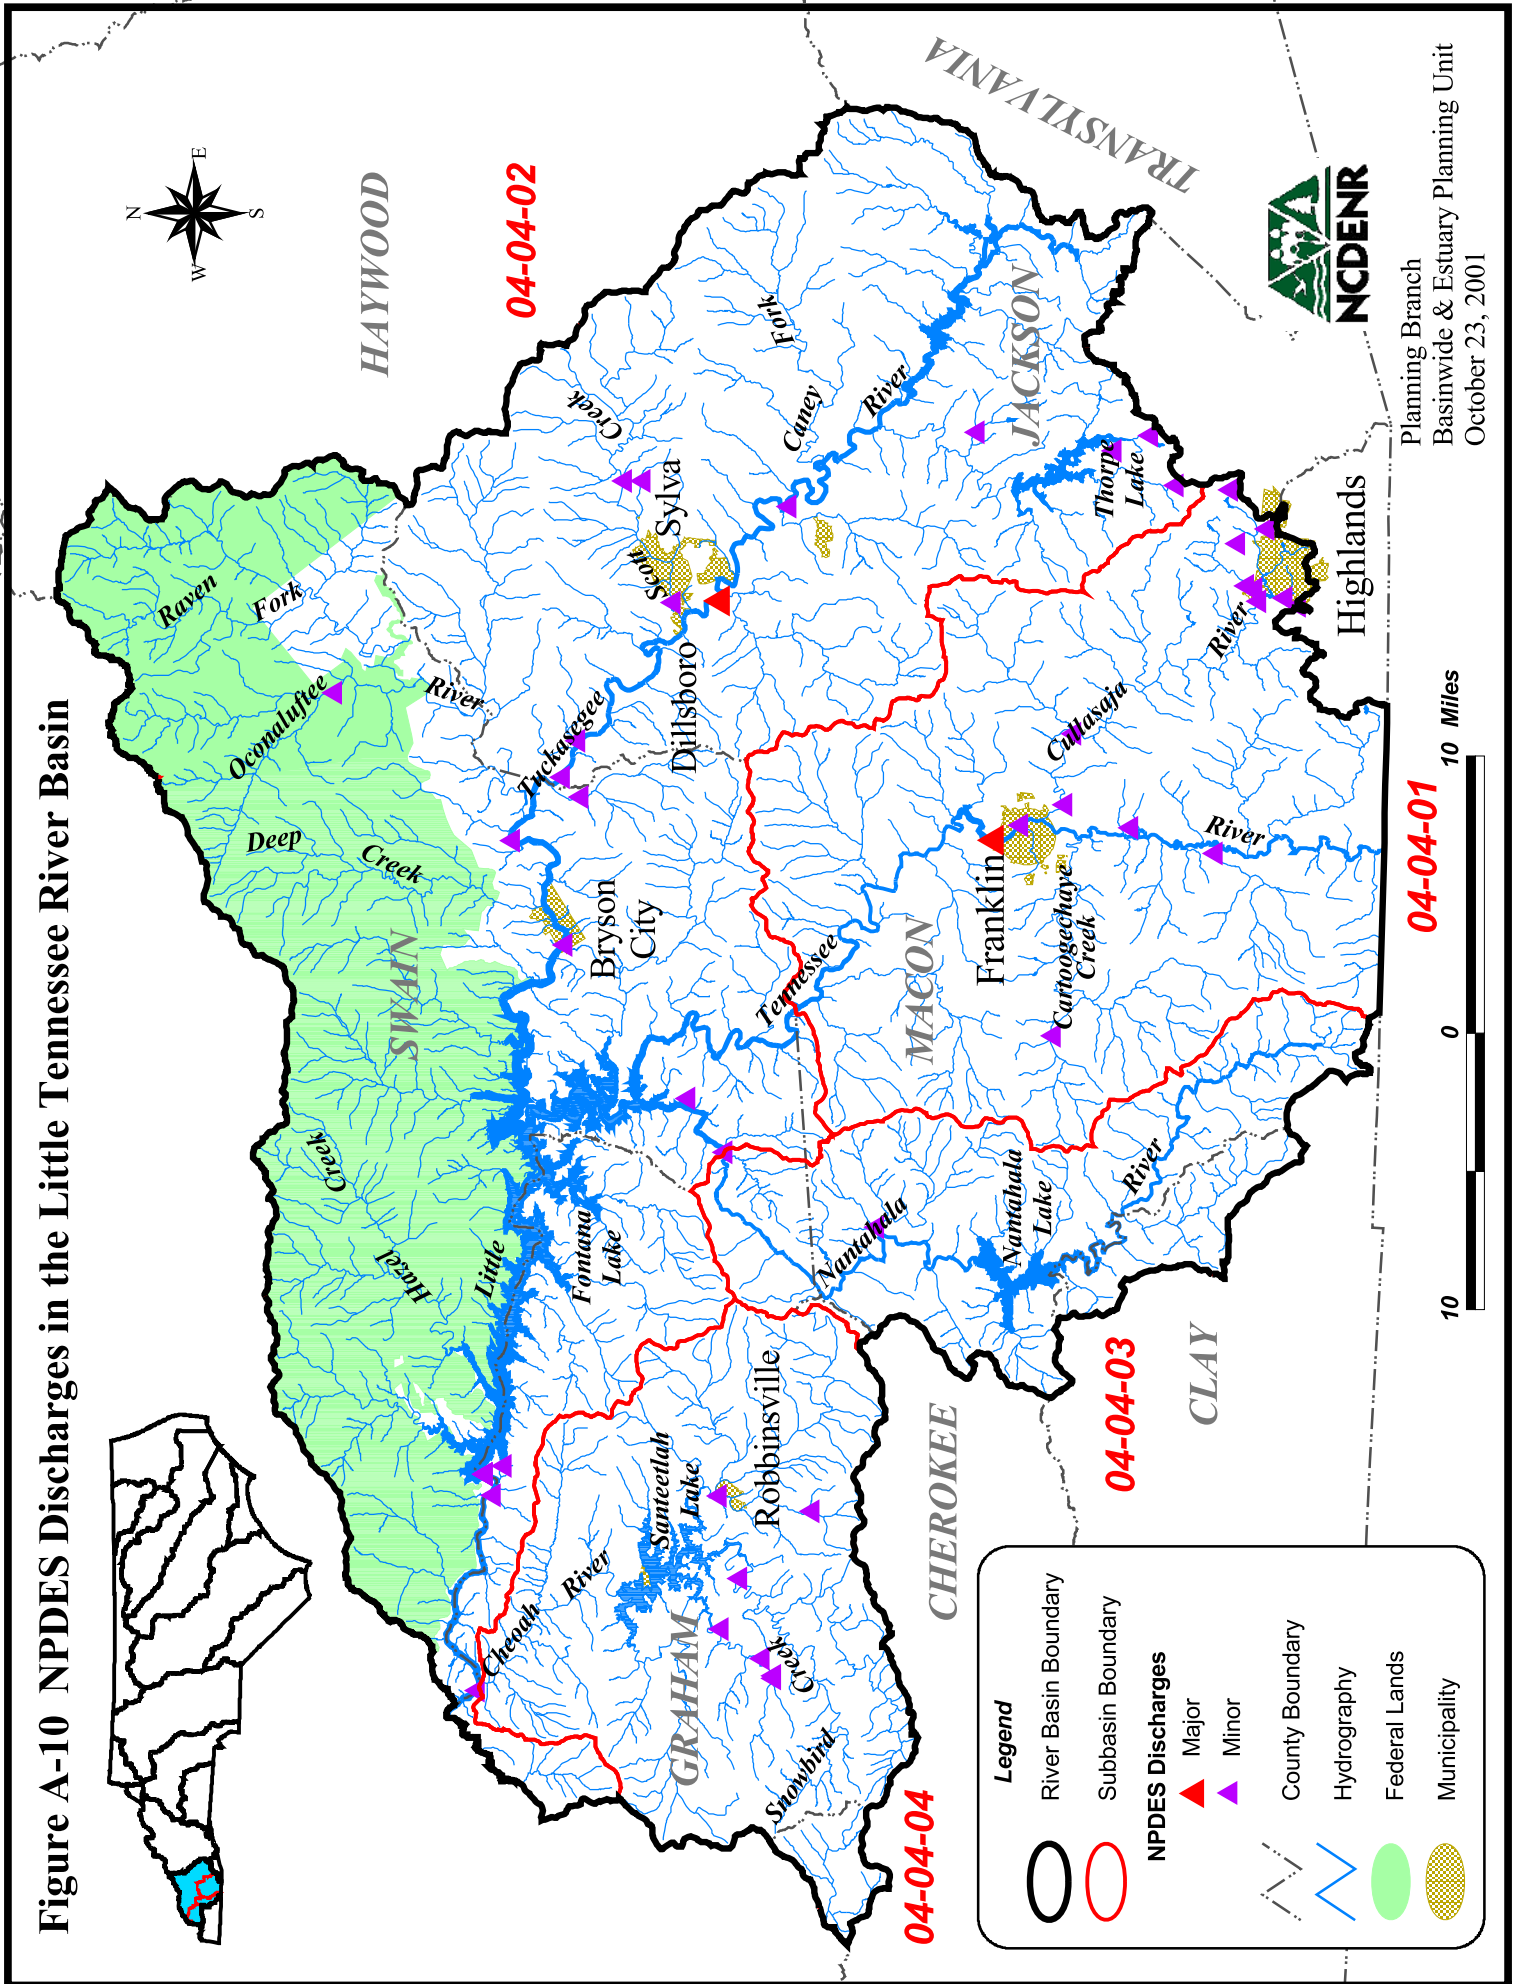 Figure A-10 NPDES Discharges in the Little Tennessee River Basin
N
W
E
S
HAYWOOD
TRANSYLVANIA
04-04-02
Raven
Fork
Oconaluftee
River
Deep
Creek
SWAIN
Creek
Hazel
Little
Fontana
Lake
Bryson
City
Tuckasegee
Dillsboro
Scott
Creek
Sylva
Caney
Fork
River
JACKSON
Thorpe
Lake
Tennessee
MACON
Franklin
Cartoogechaye
Creek
Cullasaja
River
Highlands
River
Nantahala
Nantahala
Lake
River
Cheoah
River
Santeetlah
Lake
Robbinsville
GRAHAM
Snowbird
Creek
CHEROKEE
CLAY
04-04-04
04-04-03
04-04-01
10
0
10 Miles
NCDENR
Planning Branch
Basinwide & Estuary Planning Unit
October 23, 2001
Legend
River Basin Boundary
Subbasin Boundary
NPDES Discharges
Major
Minor
County Boundary
Hydrography
Federal Lands
Municipality